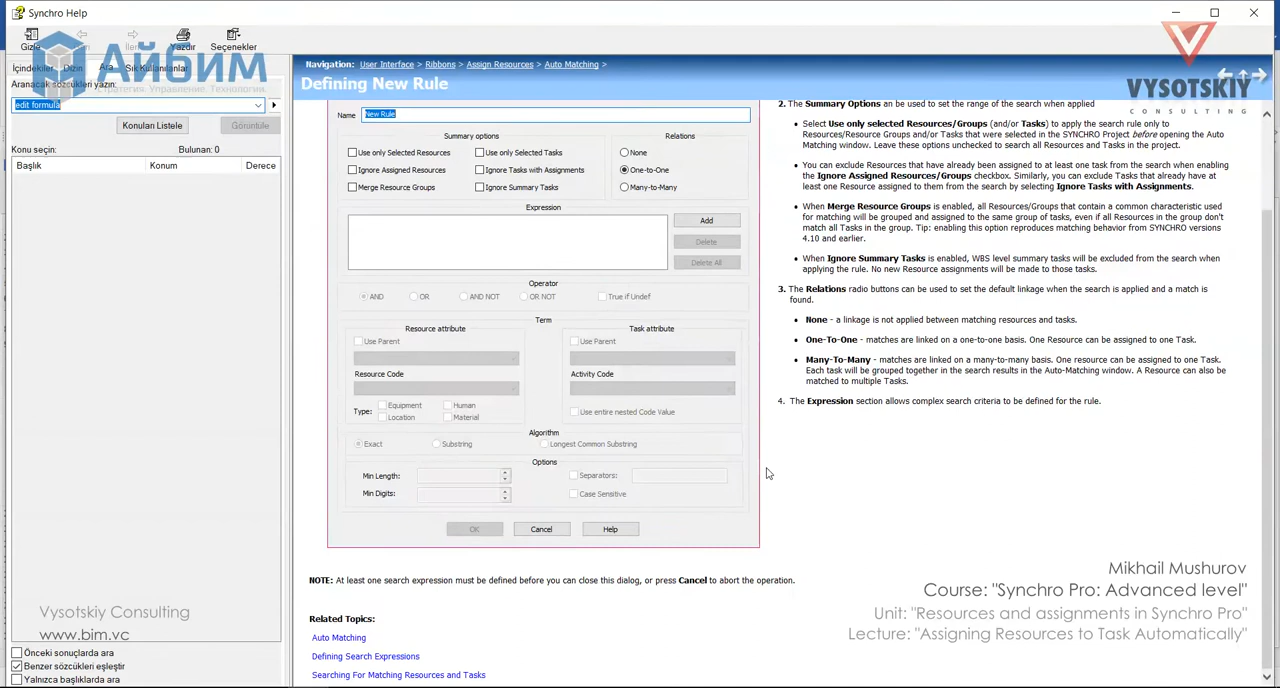 Synchro Help
Gizle
İleri
Yazdır
Seçenekler
Айбим
Стратегия. Управление. Технологии.
VYSOTSKIY
CONSULTING
İçindekiler Dizin Ara Sık Kullanılanlar
Aranacak sözcükleri yazın:
edit formula
Konuları Listele
Görüntüle
Konu seçin:
Bulunan: 0
Başlık Konum Derece
Önceki sonuçlarda ara
Benzer sözcükleri eşleştir
Yalnızca başlıklarda ara
Navigation: User Interface > Ribbons > Assign Resources > Auto Matching >
Defining New Rule
Name New Rule
Summary options
Relations
Use only Selected Resources
Use only Selected Tasks
None
Ignore Assigned Resources
Ignore Tasks with Assignments
One-to-One
Merge Resource Groups
Ignore Summary Tasks
Many-to-Many
Expression
Add
Delete
Delete All
Operator
AND OR AND NOT OR NOT True if Undef
Term
Resource attribute
Task attribute
Use Parent
Use Parent
Resource Code
Activity Code
Type: Equipment Human
Location Material
Use entire nested Code Value
Algorithm
Exact Substring Longest Common Substring
Options
Min Length:
Separators:
Min Digits:
Case Sensitive
OK Cancel Help
2. The Summary Options an be used to set the range of the search when applied
• Select Use only selected Resources/Groups (and/or Tasks) to apply the search rule only to
Resources/Resource Groups and/or Tasks that were selected in the SYNCHRO Project before opening the Auto
Matching window. Leave these options unchecked to search all Resources and Tasks in the project.
• You can exclude Resources that have already been assigned to at least one task from the search when enabling
the Ignore Assigned Resources/Groups checkbox. Similarly, you can exclude Tasks that already have at
least one Resource assigned to them from the search by selecting Ignore Tasks with Assignments.
• When Merge Resource Groups is enabled, all Resources/Groups that contain a common characteristic used
for matching will be grouped and assigned to the same group of tasks, even if all Resources in the group don't
match all Tasks in the group. Tip: enabling this option reproduces matching behavior from SYNCHRO versions
4.10 and earlier.
• When Ignore Summary Tasks is enabled, WBS level summary tasks will be excluded from the search when
applying the rule. No new Resource assignments will be made to those tasks.
3. The Relations radio buttons can be used to set the default linkage when the search is applied and a match is
found.
• None - a linkage is not applied between matching resources and tasks.
• One-To-One - matches are linked on a one-to-one basis. One Resource can be assigned to one Task.
• Many-To-Many - matches are linked on a many-to-many basis. One resource can be assigned to one Task.
Each task will be grouped together in the search results in the Auto-Matching window. A Resource can also be
matched to multiple Tasks.
4. The Expression section allows complex search criteria to be defined for the rule.
NOTE: At least one search expression must be defined before you can close this dialog, or press Cancel to abort the operation.
Related Topics:
Auto Matching
Defining Search Expressions
Searching For Matching Resources and Tasks
Vysotskiy Consulting
www.bim.vc
Mikhail Mushurov
Course: "Synchro Pro: Advanced level"
Unit: "Resources and assignments in Synchro Pro"
Lecture: "Assigning Resources to Task Automatically"